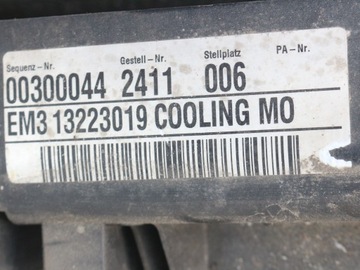 Sequenz-Nr. Gestell-Nr. Stellplatz PA-Nr.
00300044 2411 006
EM3 13223019 COOLING MO